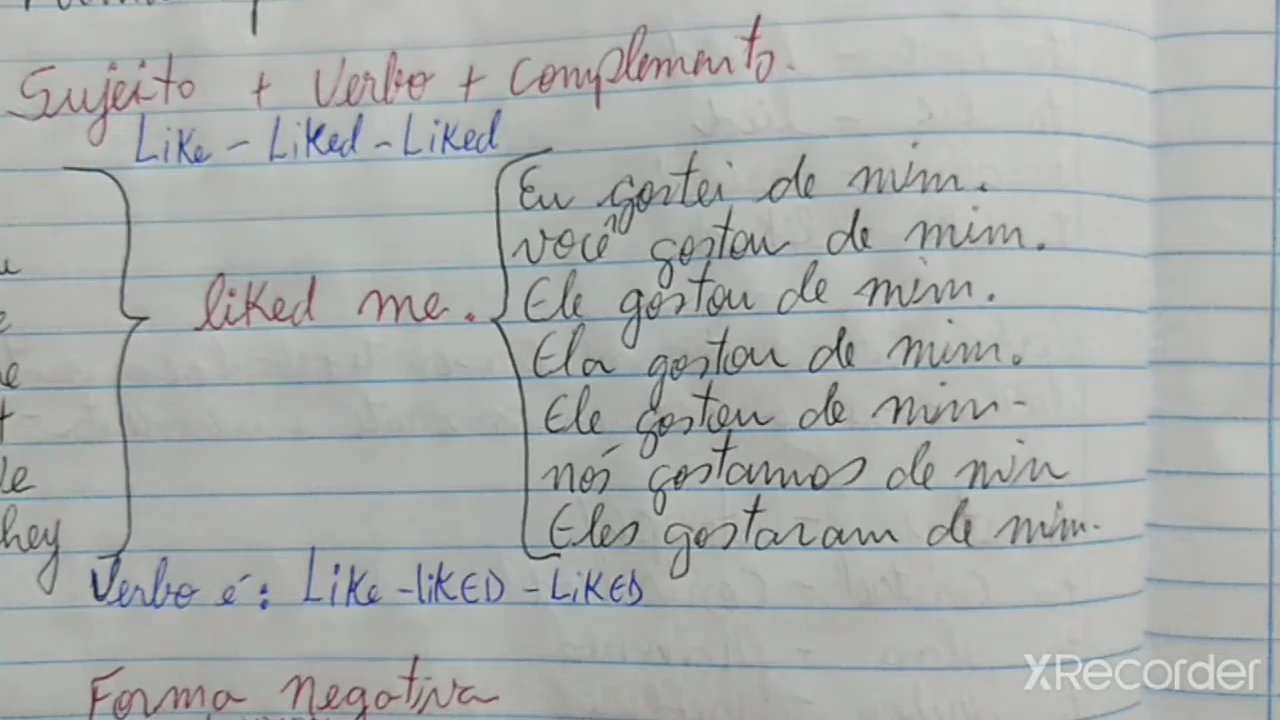 Sujeito + Verbo + Complemento.
Like - Liked - Liked
Eu gostei de mim.
você gostou de mim.
liked me.
Ele gostou de mim.
Ela gostou de mim.
Ele gostou de mim-
nós gostamos de min
hey
Eles gostaram de mim.
Verbo é: Like - likED - LiKED
Forma negativa
XRecorder